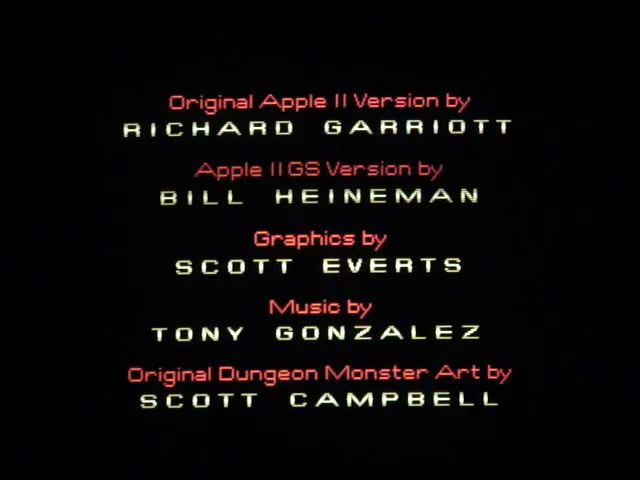 Original Apple II Version by
RICHARD GARRIOTT
Apple II GS Version by
BILL HEINEMAN
Graphics by
SCOTT EVERTS
Music by
TONY GONZALEZ
Original Dungeon Monster Art by
SCOTT CAMPBELL